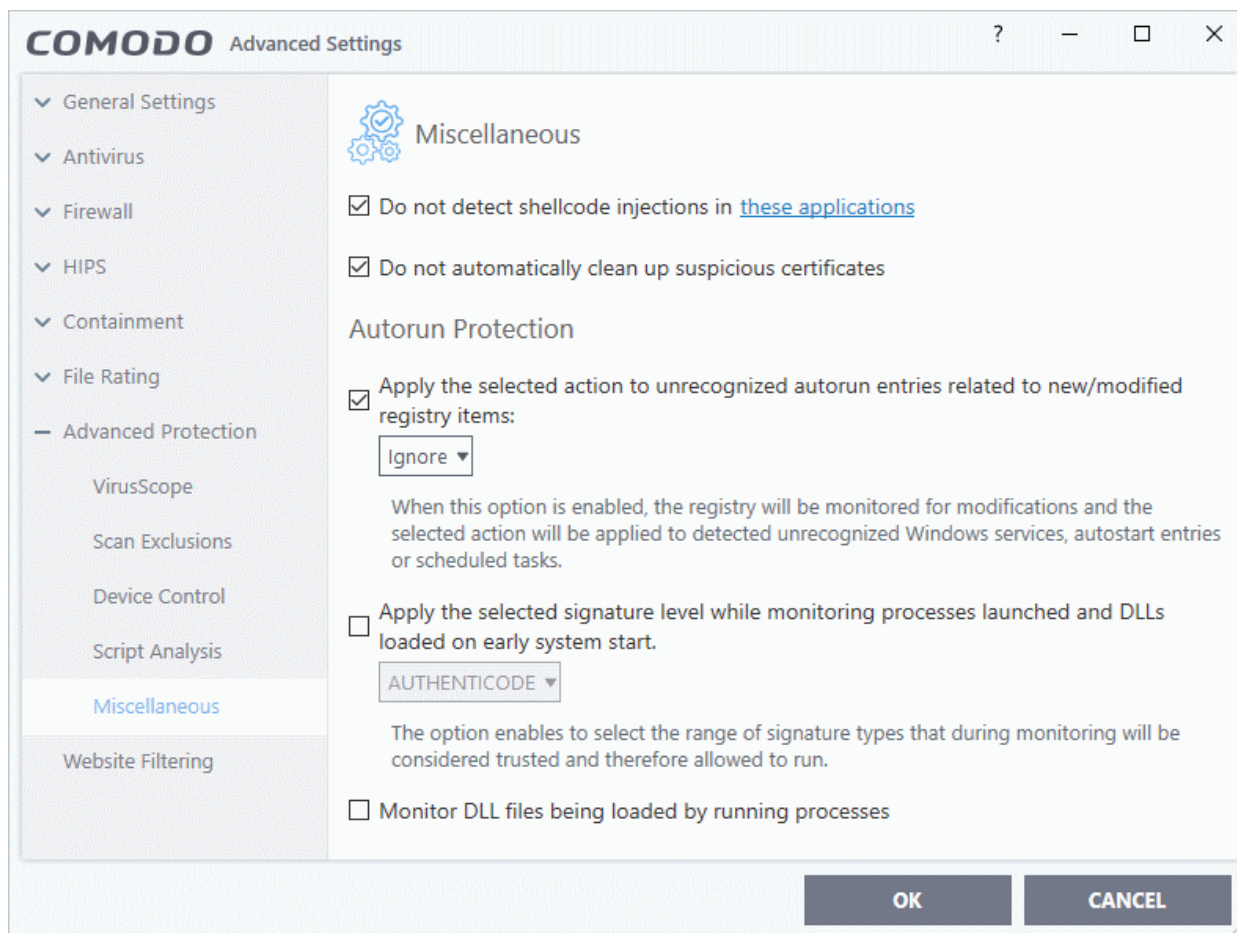 COMODO Advanced Settings
?
General Settings
Antivirus
Firewall
HIPS
Containment
File Rating
Advanced Protection
VirusScope
Scan Exclusions
Device Control
Script Analysis
Miscellaneous
Website Filtering
Miscellaneous
Do not detect shellcode injections in these applications
Do not automatically clean up suspicious certificates
Autorun Protection
Apply the selected action to unrecognized autorun entries related to new/modified
registry items:
Ignore
When this option is enabled, the registry will be monitored for modifications and the
selected action will be applied to detected unrecognized Windows services, autostart entries
or scheduled tasks.
Apply the selected signature level while monitoring processes launched and DLLs
loaded on early system start.
AUTHENTICODE
The option enables to select the range of signature types that during monitoring will be
considered trusted and therefore allowed to run.
Monitor DLL files being loaded by running processes
OK
CANCEL